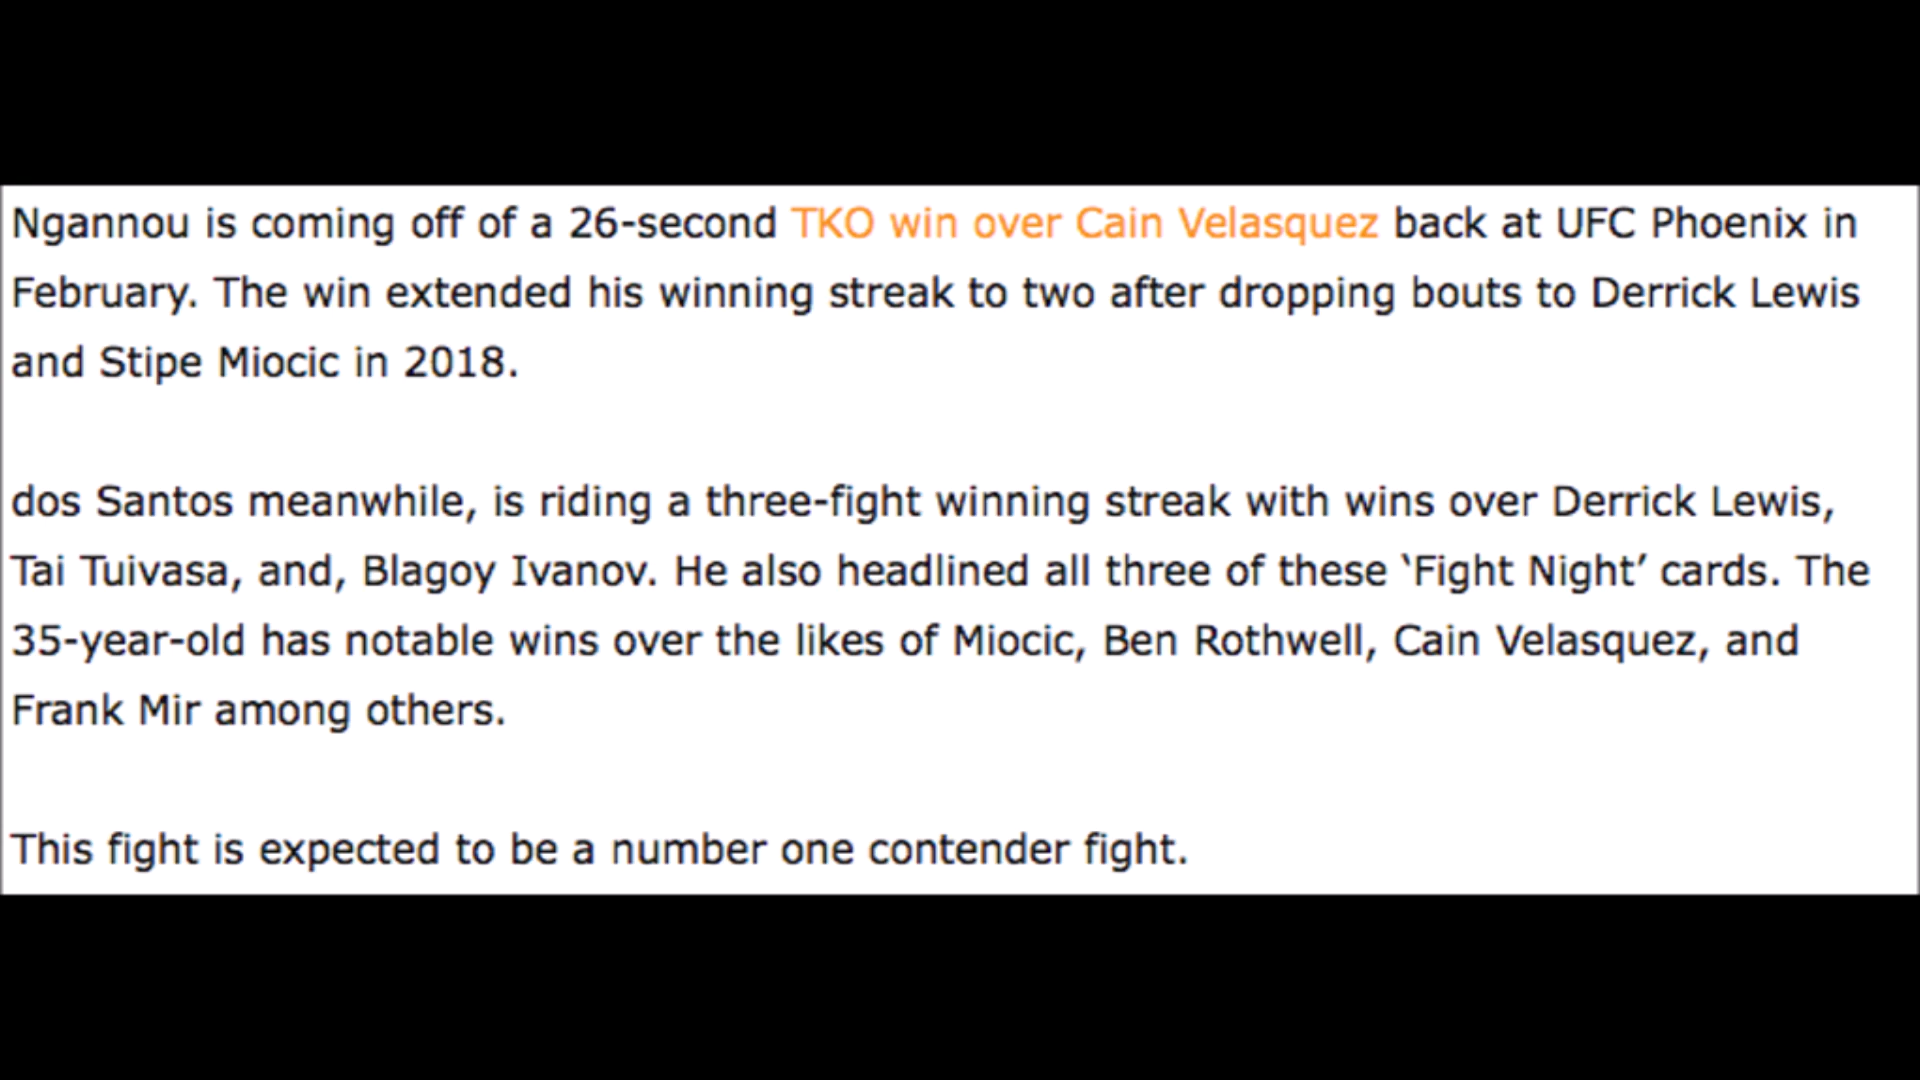 Ngannou is coming off of a 26-second TKO win over Cain Velasquez back at UFC Phoenix in
February. The win extended his winning streak to two after dropping bouts to Derrick Lewis
and Stipe Miocic in 2018.
dos Santos meanwhile, is riding a three-fight winning streak with wins over Derrick Lewis,
Tai Tuivasa, and, Blagoy Ivanov. He also headlined all three of these ‘Fight Night’ cards. The
35-year-old has notable wins over the likes of Miocic, Ben Rothwell, Cain Velasquez, and
Frank Mir among others.
This fight is expected to be a number one contender fight.